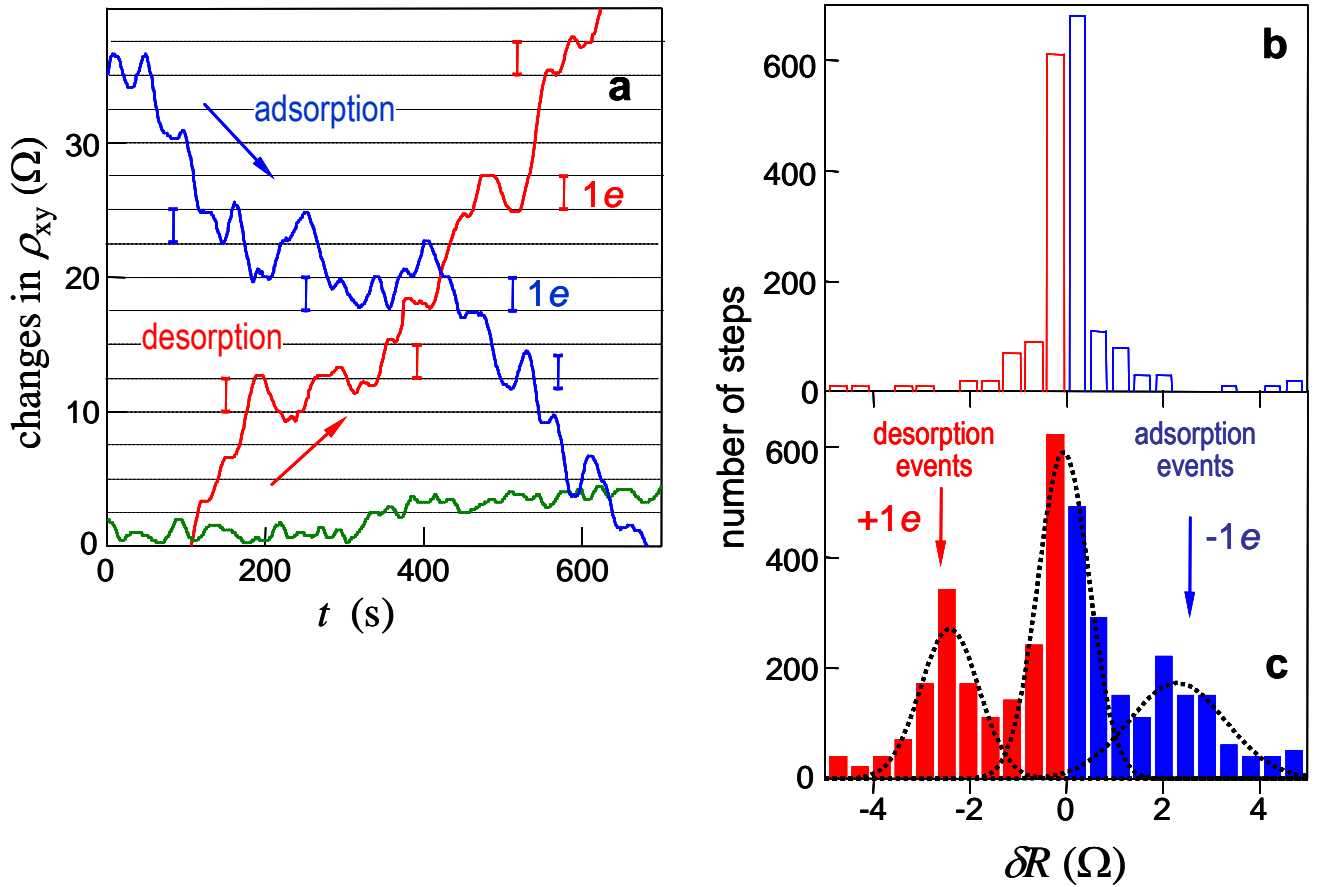 a
adsorption
1e
1e
desorption
changes in ρxy (Ω)
30
20
10
0
0 200 400 600
t (s)
b
600
400
200
0
number of steps
c
desorption
events
+1e
adsorption
events
-1e
600
400
200
0
-4 -2 0 2 4
δR (Ω)